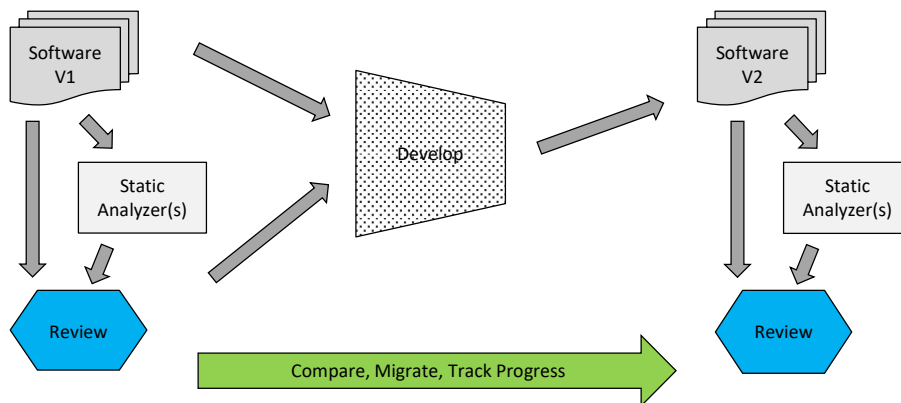 Software
V1
Software
V2
Develop
Static
Analyzer(s)
Static
Analyzer(s)
Review
Review
Compare, Migrate, Track Progress